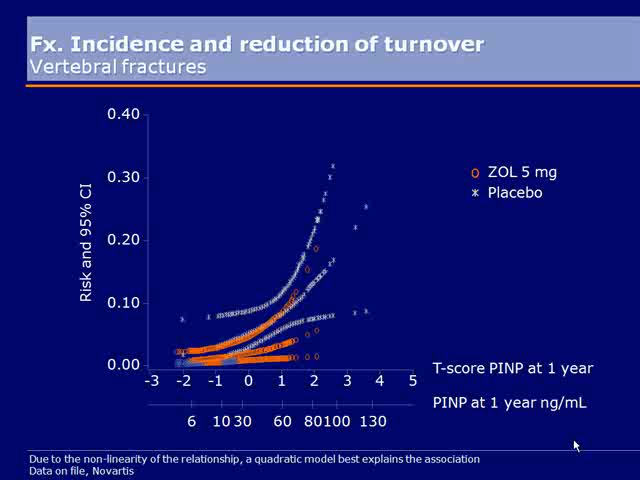 Fx. Incidence and reduction of turnover
Vertebral fractures
0.40
0.30
0.20
0.10
0.00
Risk and 95% CI
ZOL 5 mg
Placebo
-3 -2 -1 0 1 2 3 4 5
T-score PINP at 1 year
6 10 30 60 80 100 130
PINP at 1 year ng/mL
Due to the non-linearity of the relationship, a quadratic model best explains the association
Data on file, Novartis